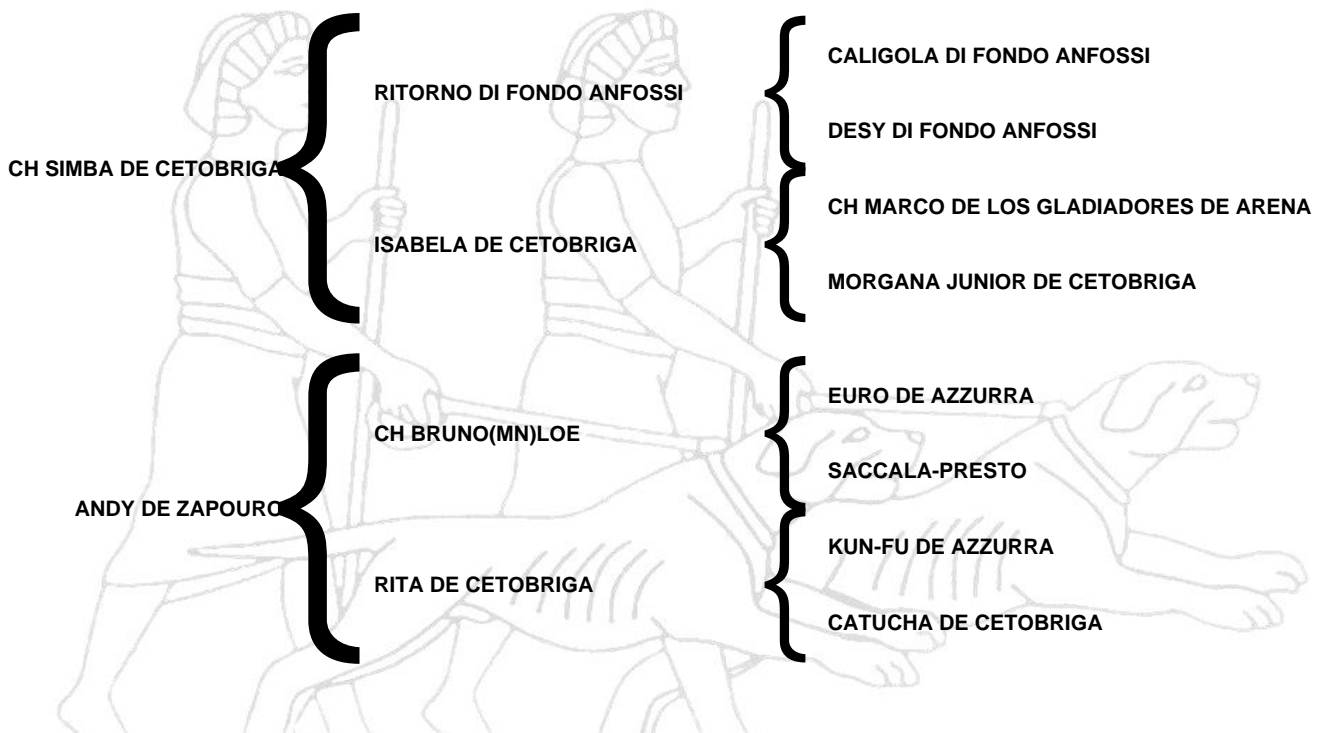 CALIGOLA DI FONDO ANFOSSI
RITORNO DI FONDO ANFOSSI
DESY DI FONDO ANFOSSI
CH SIMBA DE CETOBRIGA
CH MARCO DE LOS GLADIADORES DE ARENA
ISABELA DE CETOBRIGA
MORGANA JUNIOR DE CETOBRIGA
EURO DE AZZURRA
CH BRUNO(MN)LOE
SACCALA-PRESTO
ANDY DE ZAPOURO
KUN-FU DE AZZURRA
RITA DE CETOBRIGA
CATUCHA DE CETOBRIGA